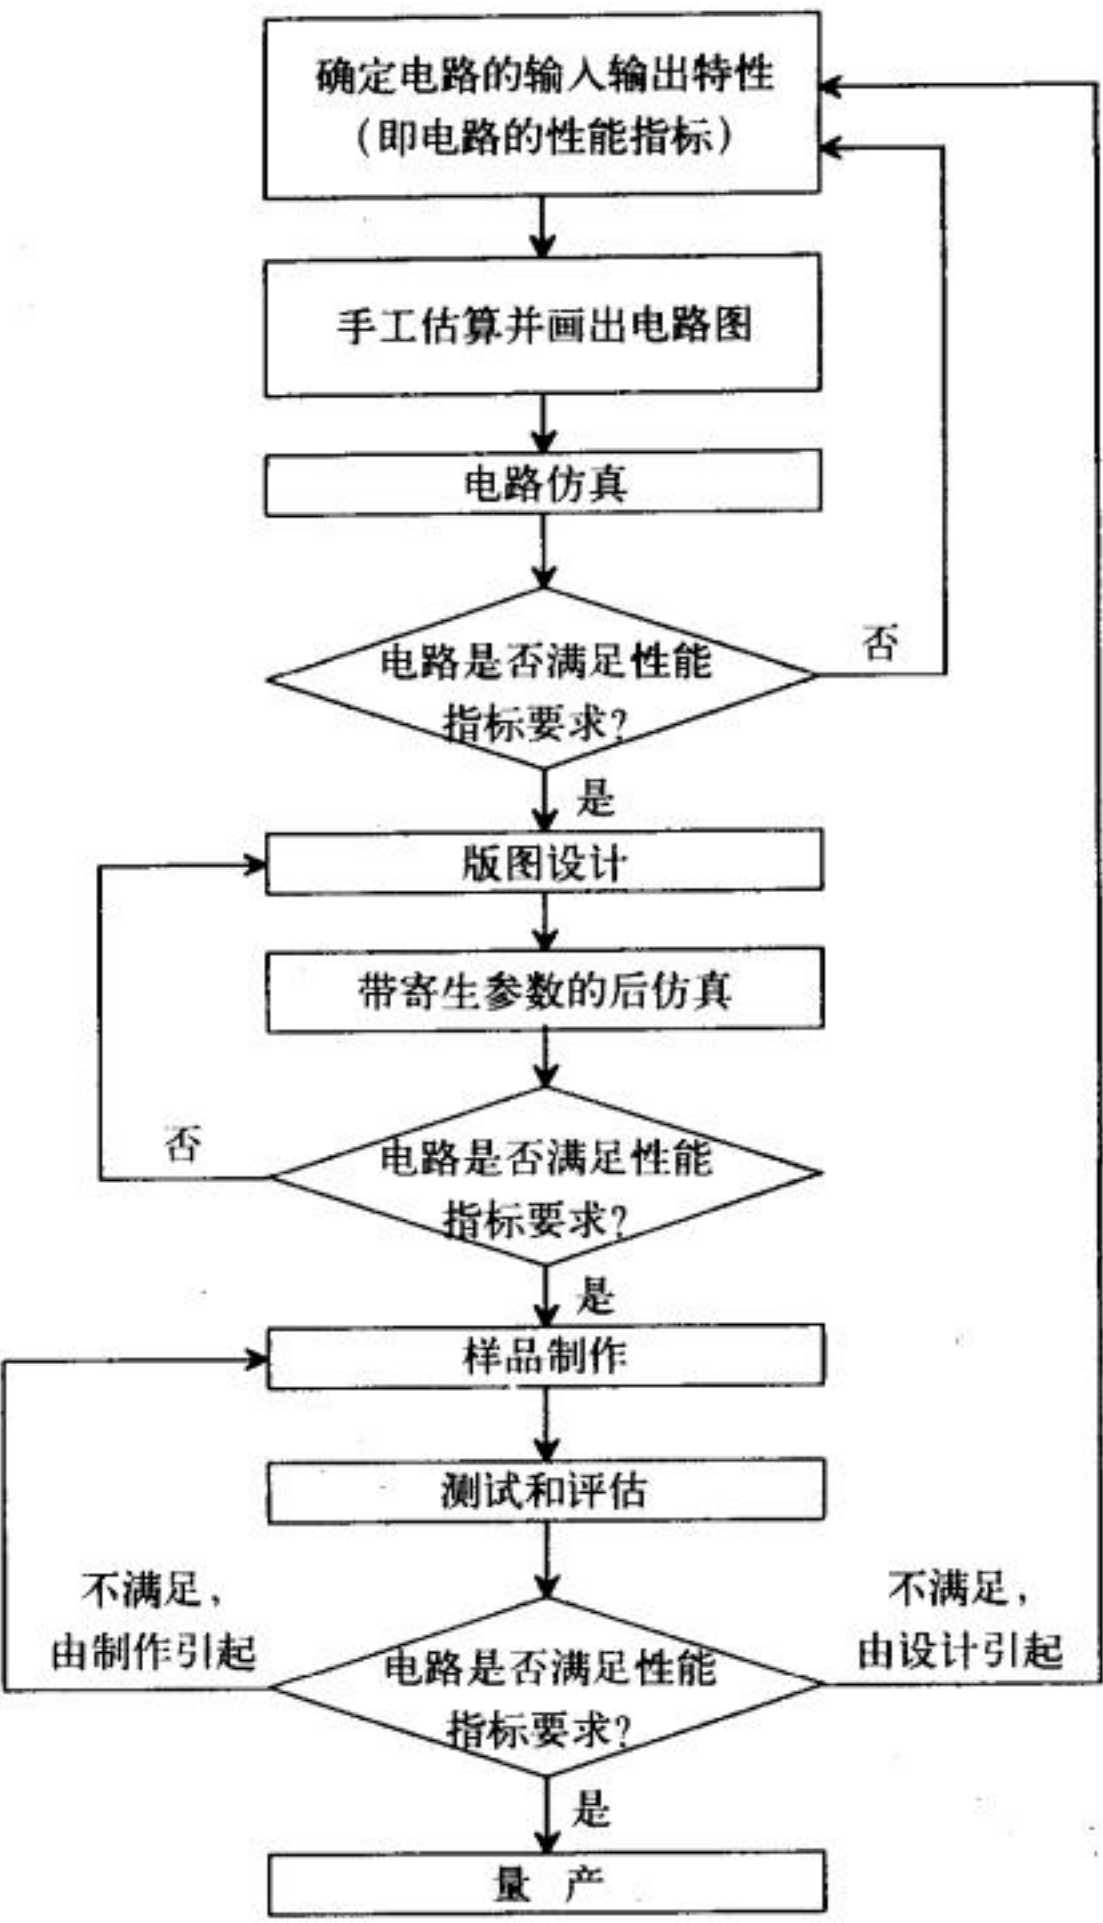 确定电路的输入输出特性
（即电路的性能指标）
手工估算并画出电路图
电路仿真
电路是否满足性能
指标要求?
否
是
版图设计
带寄生参数的后仿真
否
电路是否满足性能
指标要求?
是
样品制作
测试和评估
不满足，
由制作引起
不满足，
由设计引起
电路是否满足性能
指标要求?
是
量 产